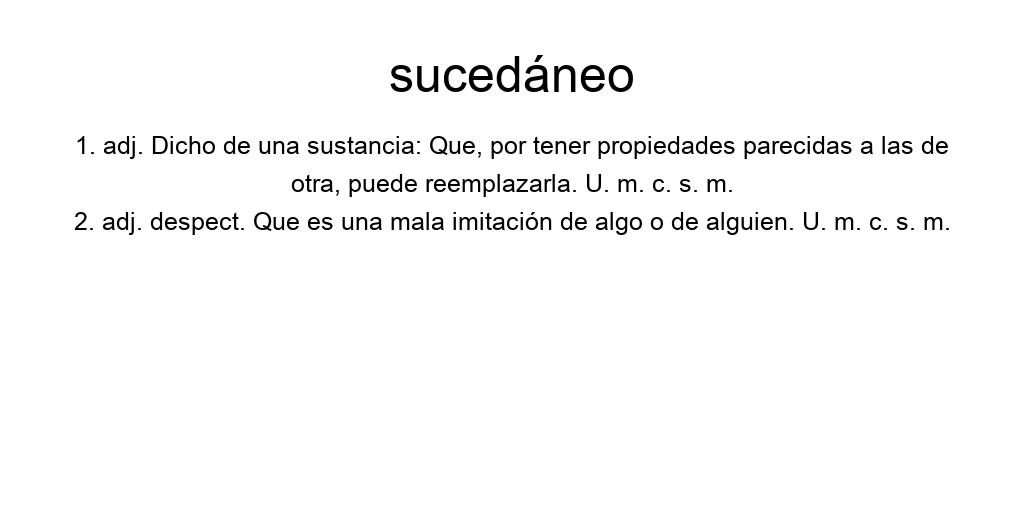 sucedáneo
1. adj. Dicho de una sustancia: Que, por tener propiedades parecidas a las de
otra, puede reemplazarla. U. m. c. s. m.
2. adj. despect. Que es una mala imitación de algo o de alguien. U. m. c. s. m.